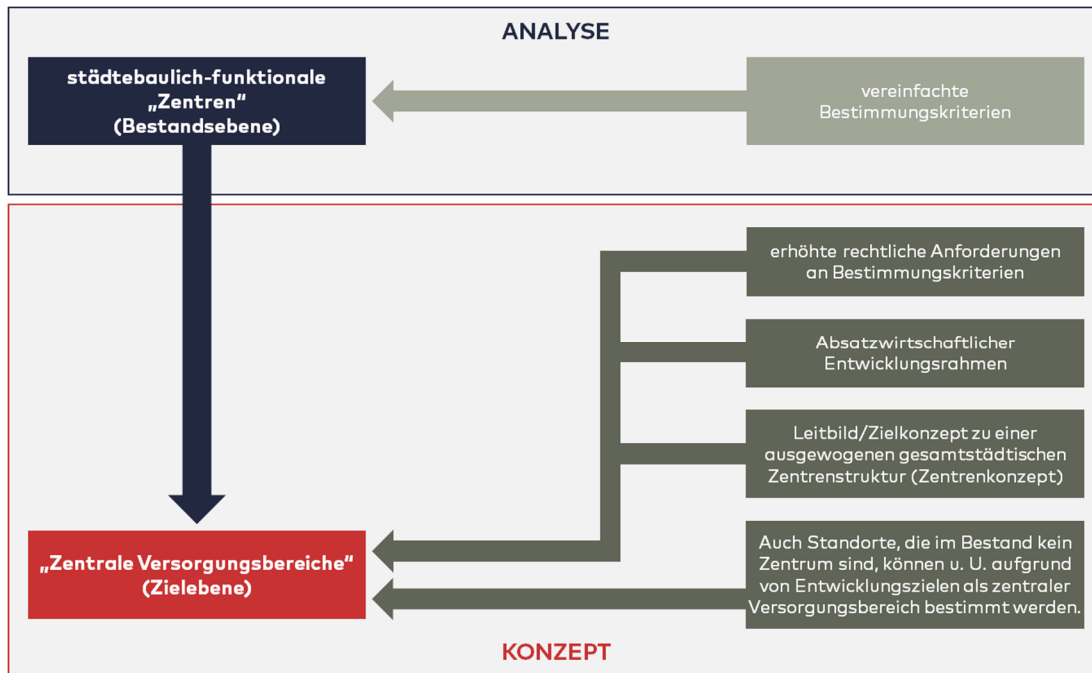 ANALYSE
städtebaulich-funktionale
„Zentren“
(Bestandsebene)
vereinfachte
Bestimmungskriterien
erhöhte rechtliche Anforderungen
an Bestimmungskriterien
Absatzwirtschaftlicher
Entwicklungsrahmen
Leitbild/Zielkonzept zu einer
ausgewogenen gesamtstädtischen
Zentrenstruktur (Zentrenkonzept)
„Zentrale Versorgungsbereiche“
(Zielebene)
Auch Standorte, die im Bestand kein
Zentrum sind, können u. U. aufgrund
von Entwicklungszielen als zentraler
Versorgungsbereich bestimmt werden.
KONZEPT